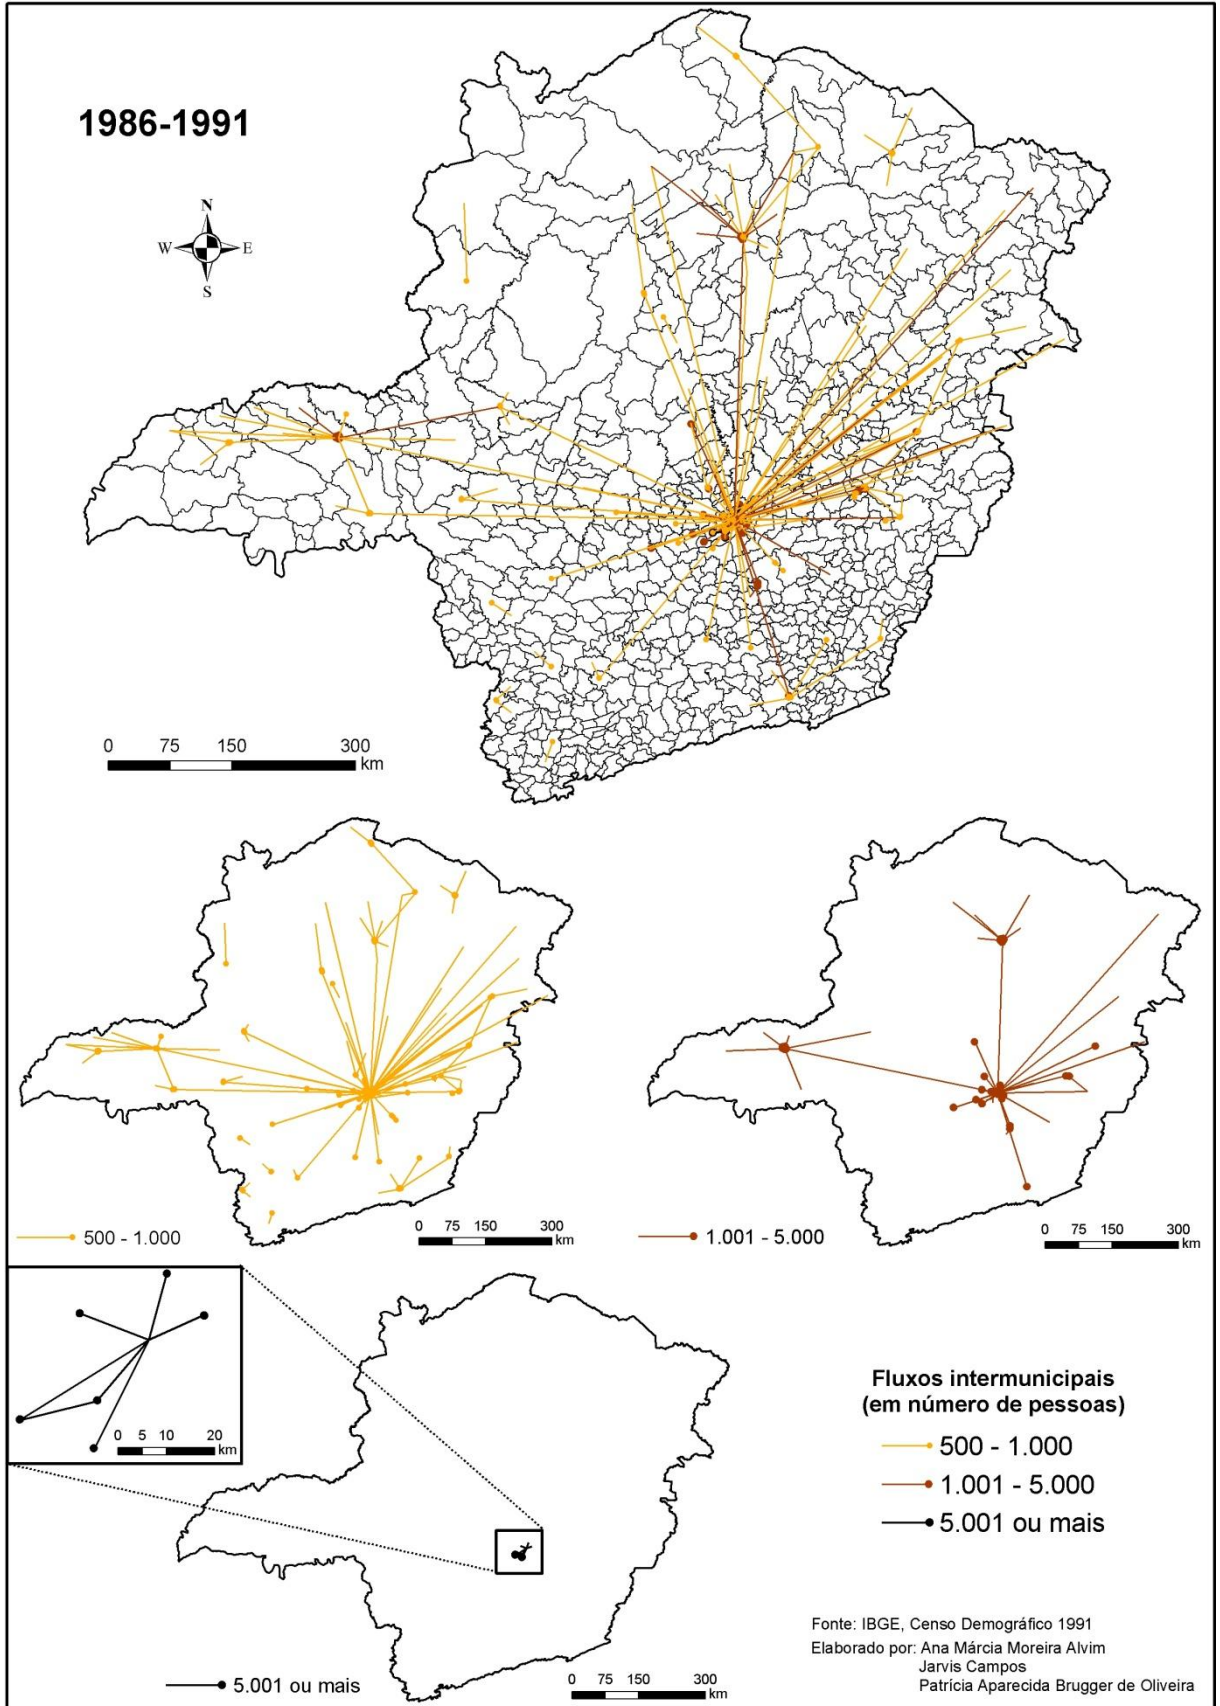 1986-1991
N
W E
S
0 75 150 300
km
500 - 1.000
0 75 150 300
km
1.001 - 5.000
0 75 150 300
km
0 5 10 20
km
Fluxos intermunicipais
(em número de pessoas)
500 - 1.000
1.001 - 5.000
5.001 ou mais
5.001 ou mais
0 75 150 300
km
Fonte: IBGE, Censo Demográfico 1991
Elaborado por: Ana Márcia Moreira Alvim
Jarvis Campos
Patrícia Aparecida Brugger de Oliveira